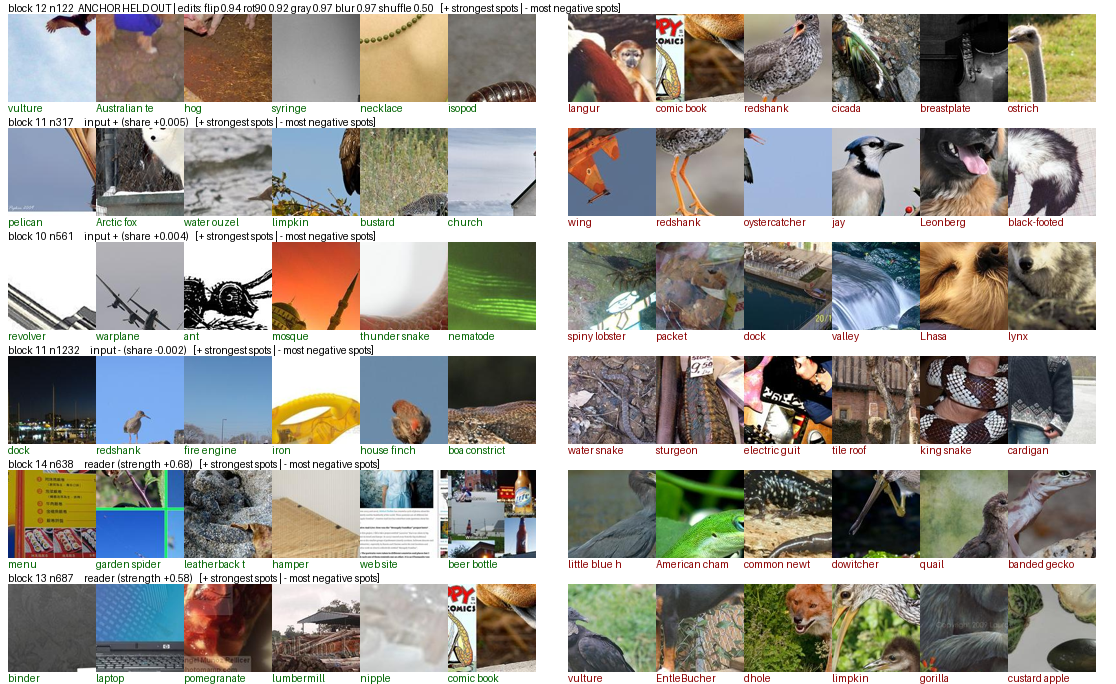 block 12 n122 ANCHOR HELD OUT | edits: flip 0.94 rot90 0.92 gray 0.97 blur 0.97 shuffle 0.50 [+ strongest spots | - most negative spots]
vulture Australian te hog syringe necklace isopod langur comic book redshank cicada breastplate ostrich
block 11 n317 input + (share +0.005) [+ strongest spots | - most negative spots]
pelican Arctic fox water ouzel limpkin bustard church wing redshank oystercatcher jay Leonberg black-footed
block 10 n561 input + (share +0.004) [+ strongest spots | - most negative spots]
revolver warplane ant mosque thunder snake nematode spiny lobster packet dock valley Lhasa lynx
block 11 n1232 input - (share -0.002) [+ strongest spots | - most negative spots]
dock redshank fire engine iron house finch boa constrict water snake sturgeon electric guit tile roof king snake cardigan
block 14 n638 reader (strength +0.68) [+ strongest spots | - most negative spots]
menu garden spider leatherback t hamper web site beer bottle little blue h American cham common newt dowitcher quail banded gecko
block 13 n687 reader (strength +0.58) [+ strongest spots | - most negative spots]
COMICS
binder laptop pomegranate lumbermill nipple comic book vulture EntleBucher dhole limpkin gorilla custard apple